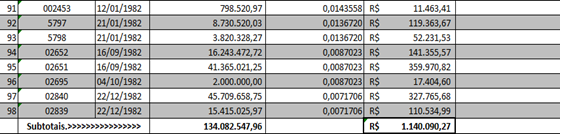 91 002453 12/01/1982 798.520,97 0,0143558 R$ 11.463,41
92 5797 21/01/1982 8.730.520,03 0,0136720 R$ 119.363,67
93 5798 21/01/1982 3.820.328,27 0,0136720 R$ 52.231,53
94 02652 16/09/1982 16.243.472,72 0,0087023 R$ 141.355,57
95 02651 16/09/1982 41.365.021,25 0,0087023 R$ 359.970,82
96 02695 04/10/1982 2.000.000,00 0,0087023 R$ 17.404,60
97 02840 22/12/1982 45.709.658,75 0,0071706 R$ 327.765,68
98 02839 22/12/1982 15.415.025,97 0,0071706 R$ 110.534,99
Subtotais.>>>>>>>>>>>>>>>> 134.082.547,96 R$ 1.140.090,27